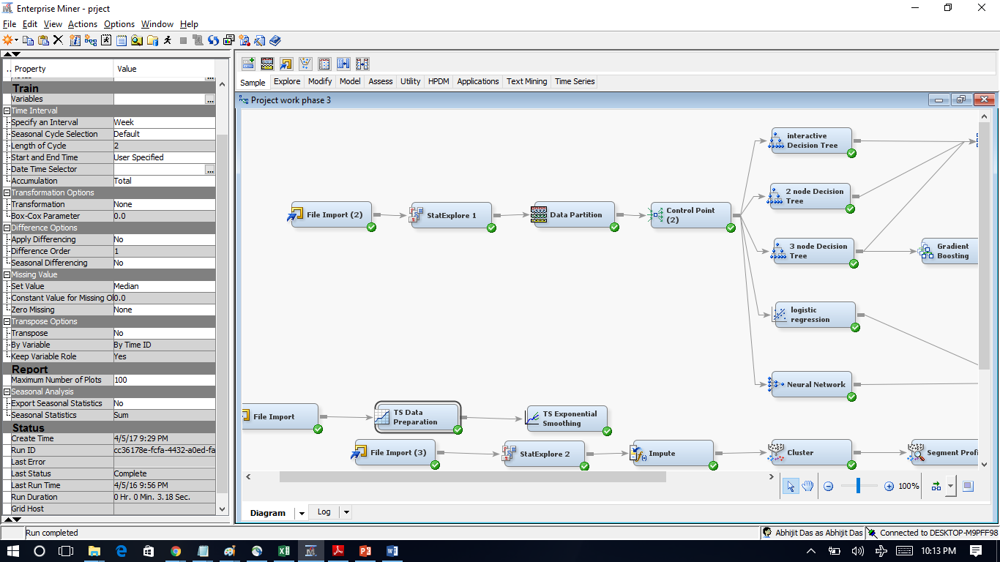 Enterprise Miner - prject
File Edit View Actions Options Window Help
.. Property Value
Train
Variables ...
Time Interval
Specify an Interval Week
Seasonal Cycle Selection Default
Length of Cycle 2
Start and End Time User Specified
Date Time Selector ...
Accumulation Total
Transformation Options
Transformation None
Box-Cox Parameter 0.0
Difference Options
Apply Differencing No
Difference Order 1
Seasonal Differencing No
Missing Value
Set Value Median
Constant Value for Missing O 0.0
Zero Missing None
Transpose Options
Transpose No
By Variable By Time ID
Keep Variable Role Yes
Report
Maximum Number of Plots 100
Seasonal Analysis
Export Seasonal Statistics No
Seasonal Statistics Sum
Status
Create Time 4/5/17 9:29 PM
Run ID cc36178e-fcfa-4432-a0ed-fa
Last Error
Last Status Complete
Last Run Time 4/5/16 9:56 PM
Run Duration 0 Hr. 0 Min. 3.18 Sec.
Grid Host
Sample Explore Modify Model Assess Utility HPDM Applications Text Mining Time Series
Project work phase 3
interactive
Decision Tree
2 node Decision
Tree
File Import (2)
StatExplore 1
Data Partition
Control Point
(2)
3 node Decision
Tree
Gradient
Boosting
logistic
regression
Neural Network
File Import
TS Data
Preparation
TS Exponential
Smoothing
File Import (3)
StatExplore 2
Impute
Cluster
Segment Profi
100%
Diagram Log
Run completed
Abhijit Das as Abhijit Das
Connected to DESKTOP-M9PFF98
10:13 PM